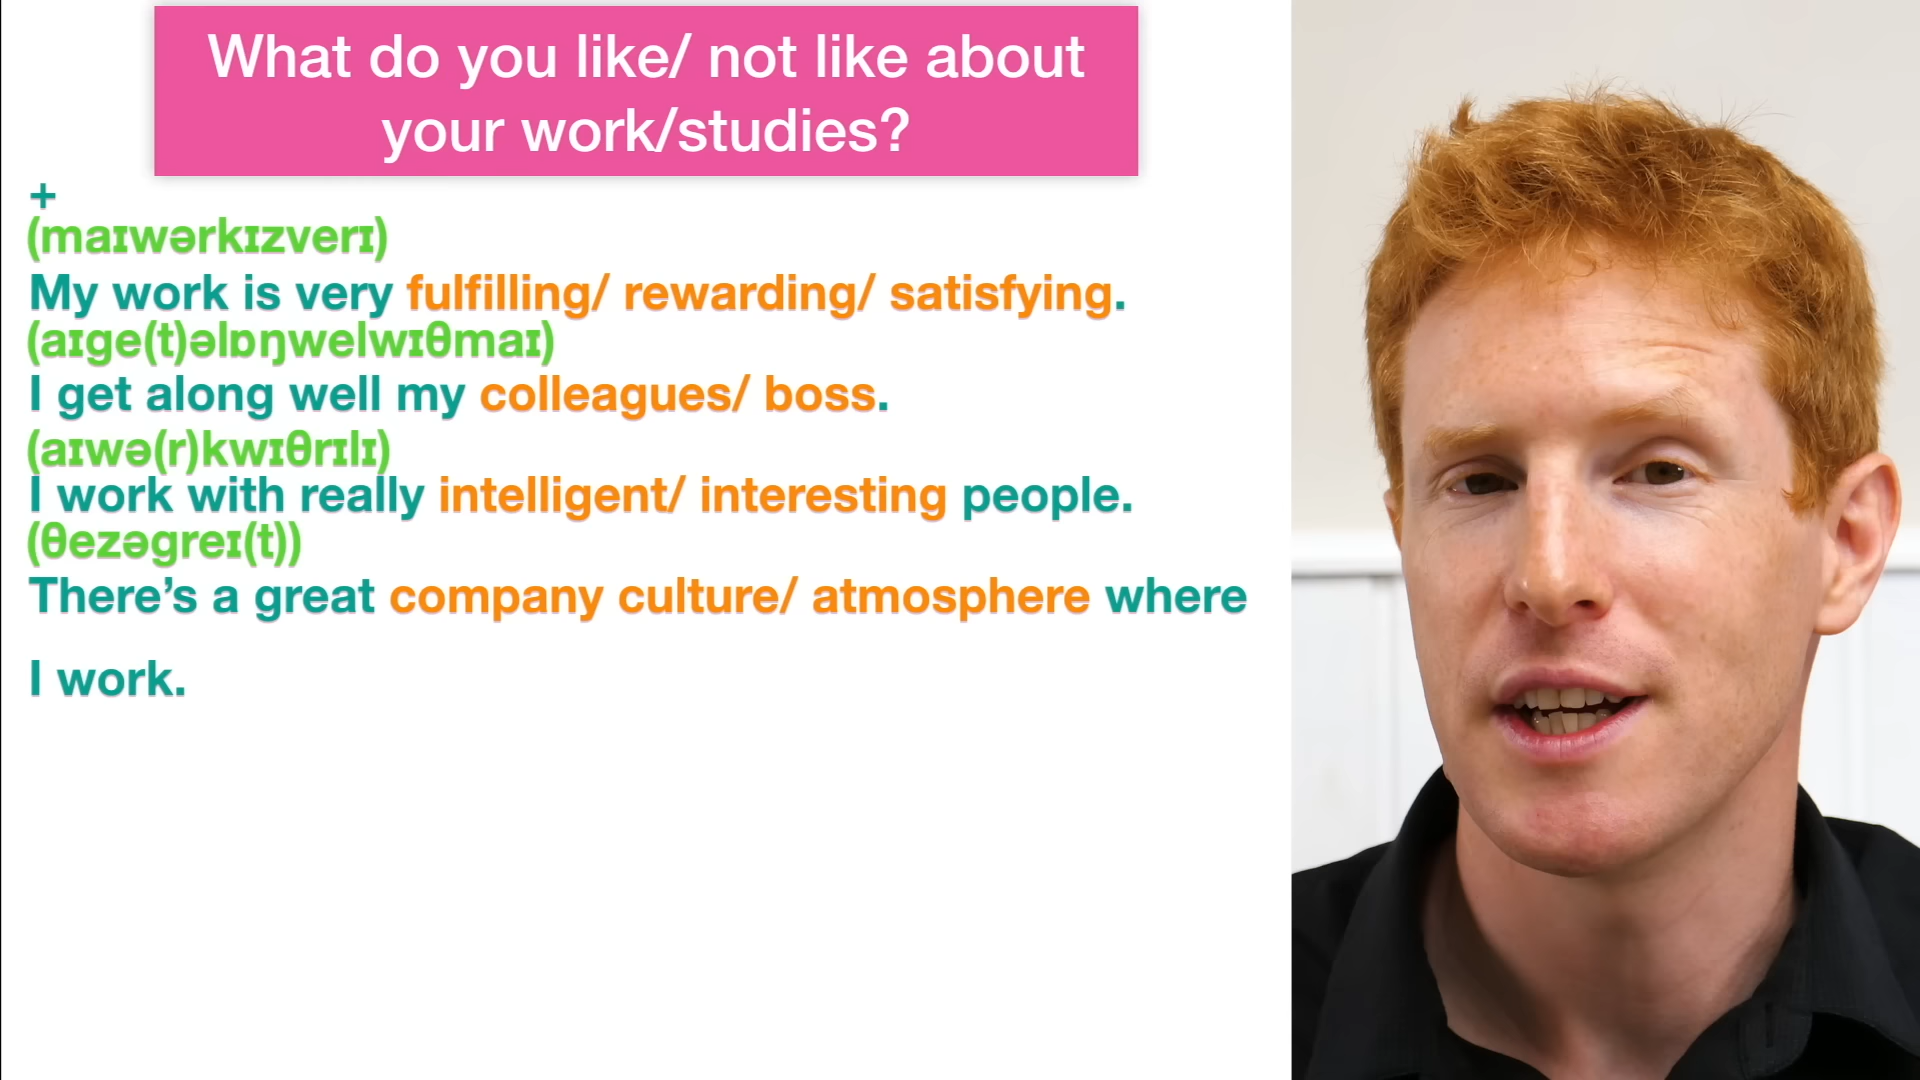 What do you like/ not like about
your work/studies?
+
(maɪwərkɪzverɪ)
My work is very fulfilling/ rewarding/ satisfying.
(aɪge(t)əlɒŋwelwɪθmaɪ)
I get along well my colleagues/ boss.
(aɪwə(r)kwɪθrɪlɪ)
I work with really intelligent/ interesting people.
(θezəgreɪ(t))
There’s a great company culture/ atmosphere where
I work.